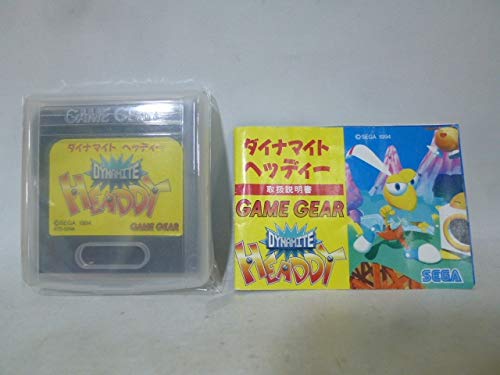 GAME GEAR
ダイナマイト ヘッディー
DYNAMITE
HEADDY
©SEGA 1994
GAME GEAR
ダイナマイト
ヘッディー
取扱説明書
GAME GEAR
DYNAMITE
HEADDY
©SEGA 1994
SEGA